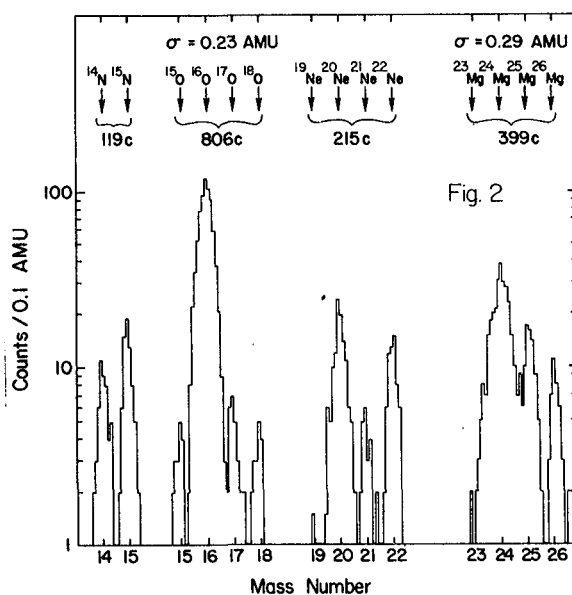 σ = 0.23 AMU σ = 0.29 AMU
¹⁴N ¹⁵N ¹⁵O ¹⁶O ¹⁷O ¹⁸O ¹⁹Ne ²⁰Ne ²¹Ne ²²Ne ²³Mg ²⁴Mg ²⁵Mg ²⁶Mg
119c 806c 215c 399c
Fig. 2
Counts/0.1 AMU
100
10
1
14 15 15 16 17 18 19 20 21 22 23 24 25 26
Mass Number